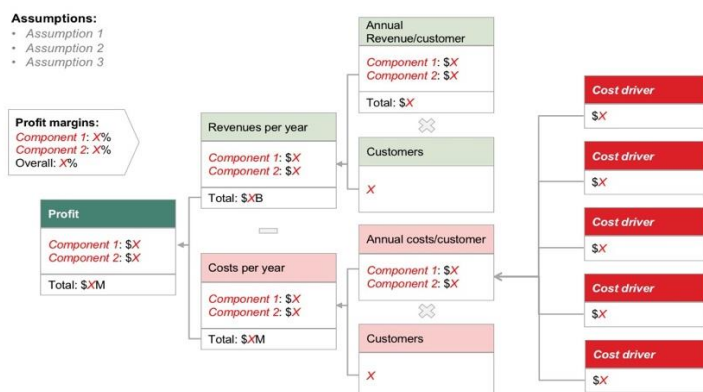 Assumptions:
• Assumption 1
• Assumption 2
• Assumption 3
Profit margins:
Component 1: X%
Component 2: X%
Overall: X%
Profit
Component 1: $X
Component 2: $X
Total: $XM
Revenues per year
Component 1: $X
Component 2: $X
Total: $XB
Costs per year
Component 1: $X
Component 2: $X
Total: $XM
Annual
Revenue/customer
Component 1: $X
Component 2: $X
Total: $X
Customers
X
Annual costs/customer
Component 1: $X
Component 2: $X
Customers
X
Cost driver
$X
Cost driver
$X
Cost driver
$X
Cost driver
$X
Cost driver
$X